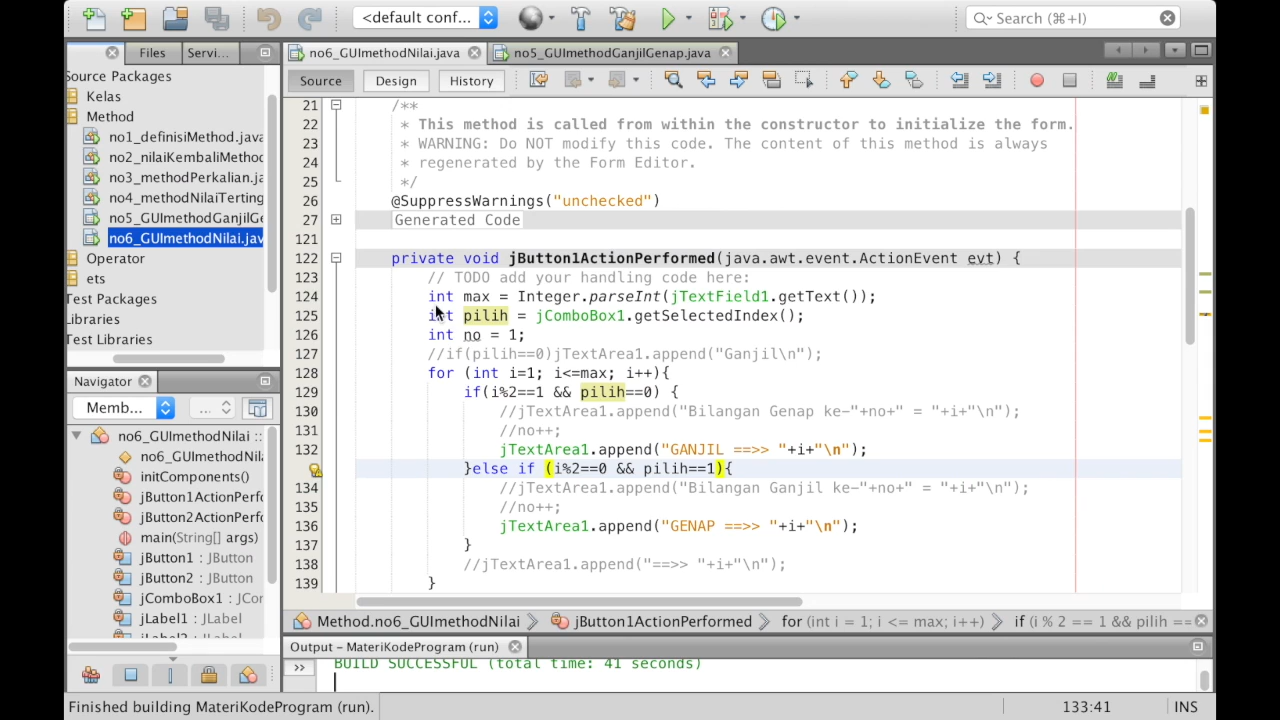 <default conf...
Search (⌘+I)
Files
Servi...
no6_GUImethodNilai.java
no5_GUImethodGanjilGenap.java
Source
Design
History
Source Packages
Kelas
Method
no1_definisiMethod.java
no2_nilaiKembaliMethod
no3_methodPerkalian.ja
no4_methodNilaiTerting
no5_GUImethodGanjilGe
no6_GUImethodNilai.jav
Operator
ets
Test Packages
Libraries
Test Libraries
21 /**
22 * This method is called from within the constructor to initialize the form.
23 * WARNING: Do NOT modify this code. The content of this method is always
24 * regenerated by the Form Editor.
25 */
26 @SuppressWarnings("unchecked")
27 Generated Code
121
122 private void jButton1ActionPerformed(java.awt.event.ActionEvent evt) {
123 // TODO add your handling code here:
124 int max = Integer.parseInt(jTextField1.getText());
125 int pilih = jComboBox1.getSelectedIndex();
126 int no = 1;
127 //if(pilih==0)jTextArea1.append("Ganjil\n");
128 for (int i=1; i<=max; i++){
129 if(i%2==1 && pilih==0) {
130 //jTextArea1.append("Bilangan Genap ke-"+no+" = "+i+"\n");
131 //no++;
132 jTextArea1.append("GANJIL ==>> "+i+"\n");
}else if (i%2==0 && pilih==1){
134 //jTextArea1.append("Bilangan Ganjil ke-"+no+" = "+i+"\n");
135 //no++;
136 jTextArea1.append("GENAP ==>> "+i+"\n");
137 }
138 //jTextArea1.append("==>> "+i+"\n");
139 }
Navigator
Memb...
...
no6_GUImethodNilai ::
no6_GUImethodNil
initComponents()
jButton1ActionPerf
jButton2ActionPerf
main(String[] args)
jButton1 : JButton
jButton2 : JButton
jComboBox1 : JCo
jLabel1 : JLabel
Method.no6_GUImethodNilai
jButton1ActionPerformed
for (int i = 1; i <= max; i++)
if (i % 2 == 1 && pilih ==
Output – MateriKodeProgram (run)
BUILD SUCCESSFUL (total time: 41 seconds)
Finished building MateriKodeProgram (run).
133:41
INS